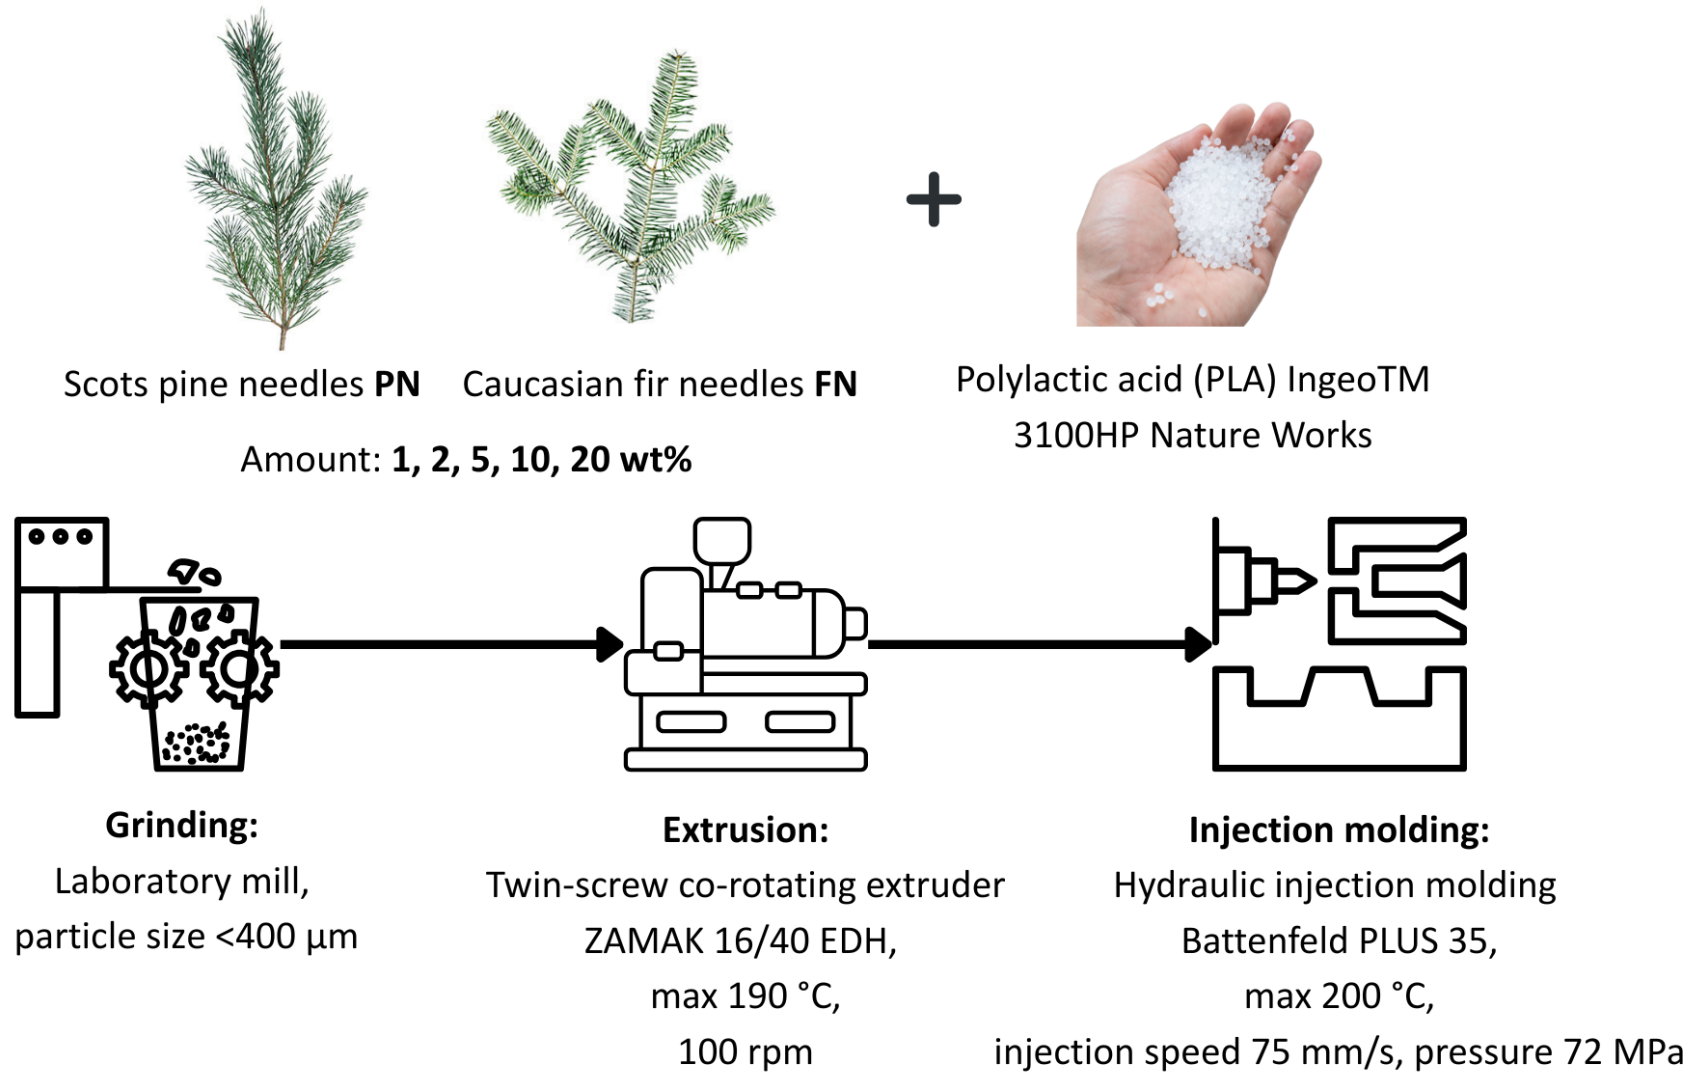 Scots pine needles PN
Caucasian fir needles FN
Amount: 1, 2, 5, 10, 20 wt%
Polylactic acid (PLA) IngeoTM
3100HP Nature Works
Grinding:
Laboratory mill,
particle size <400 µm
Extrusion:
Twin-screw co-rotating extruder
ZAMAK 16/40 EDH,
max 190 °C,
100 rpm
Injection molding:
Hydraulic injection molding
Battenfeld PLUS 35,
max 200 °C,
injection speed 75 mm/s, pressure 72 MPa